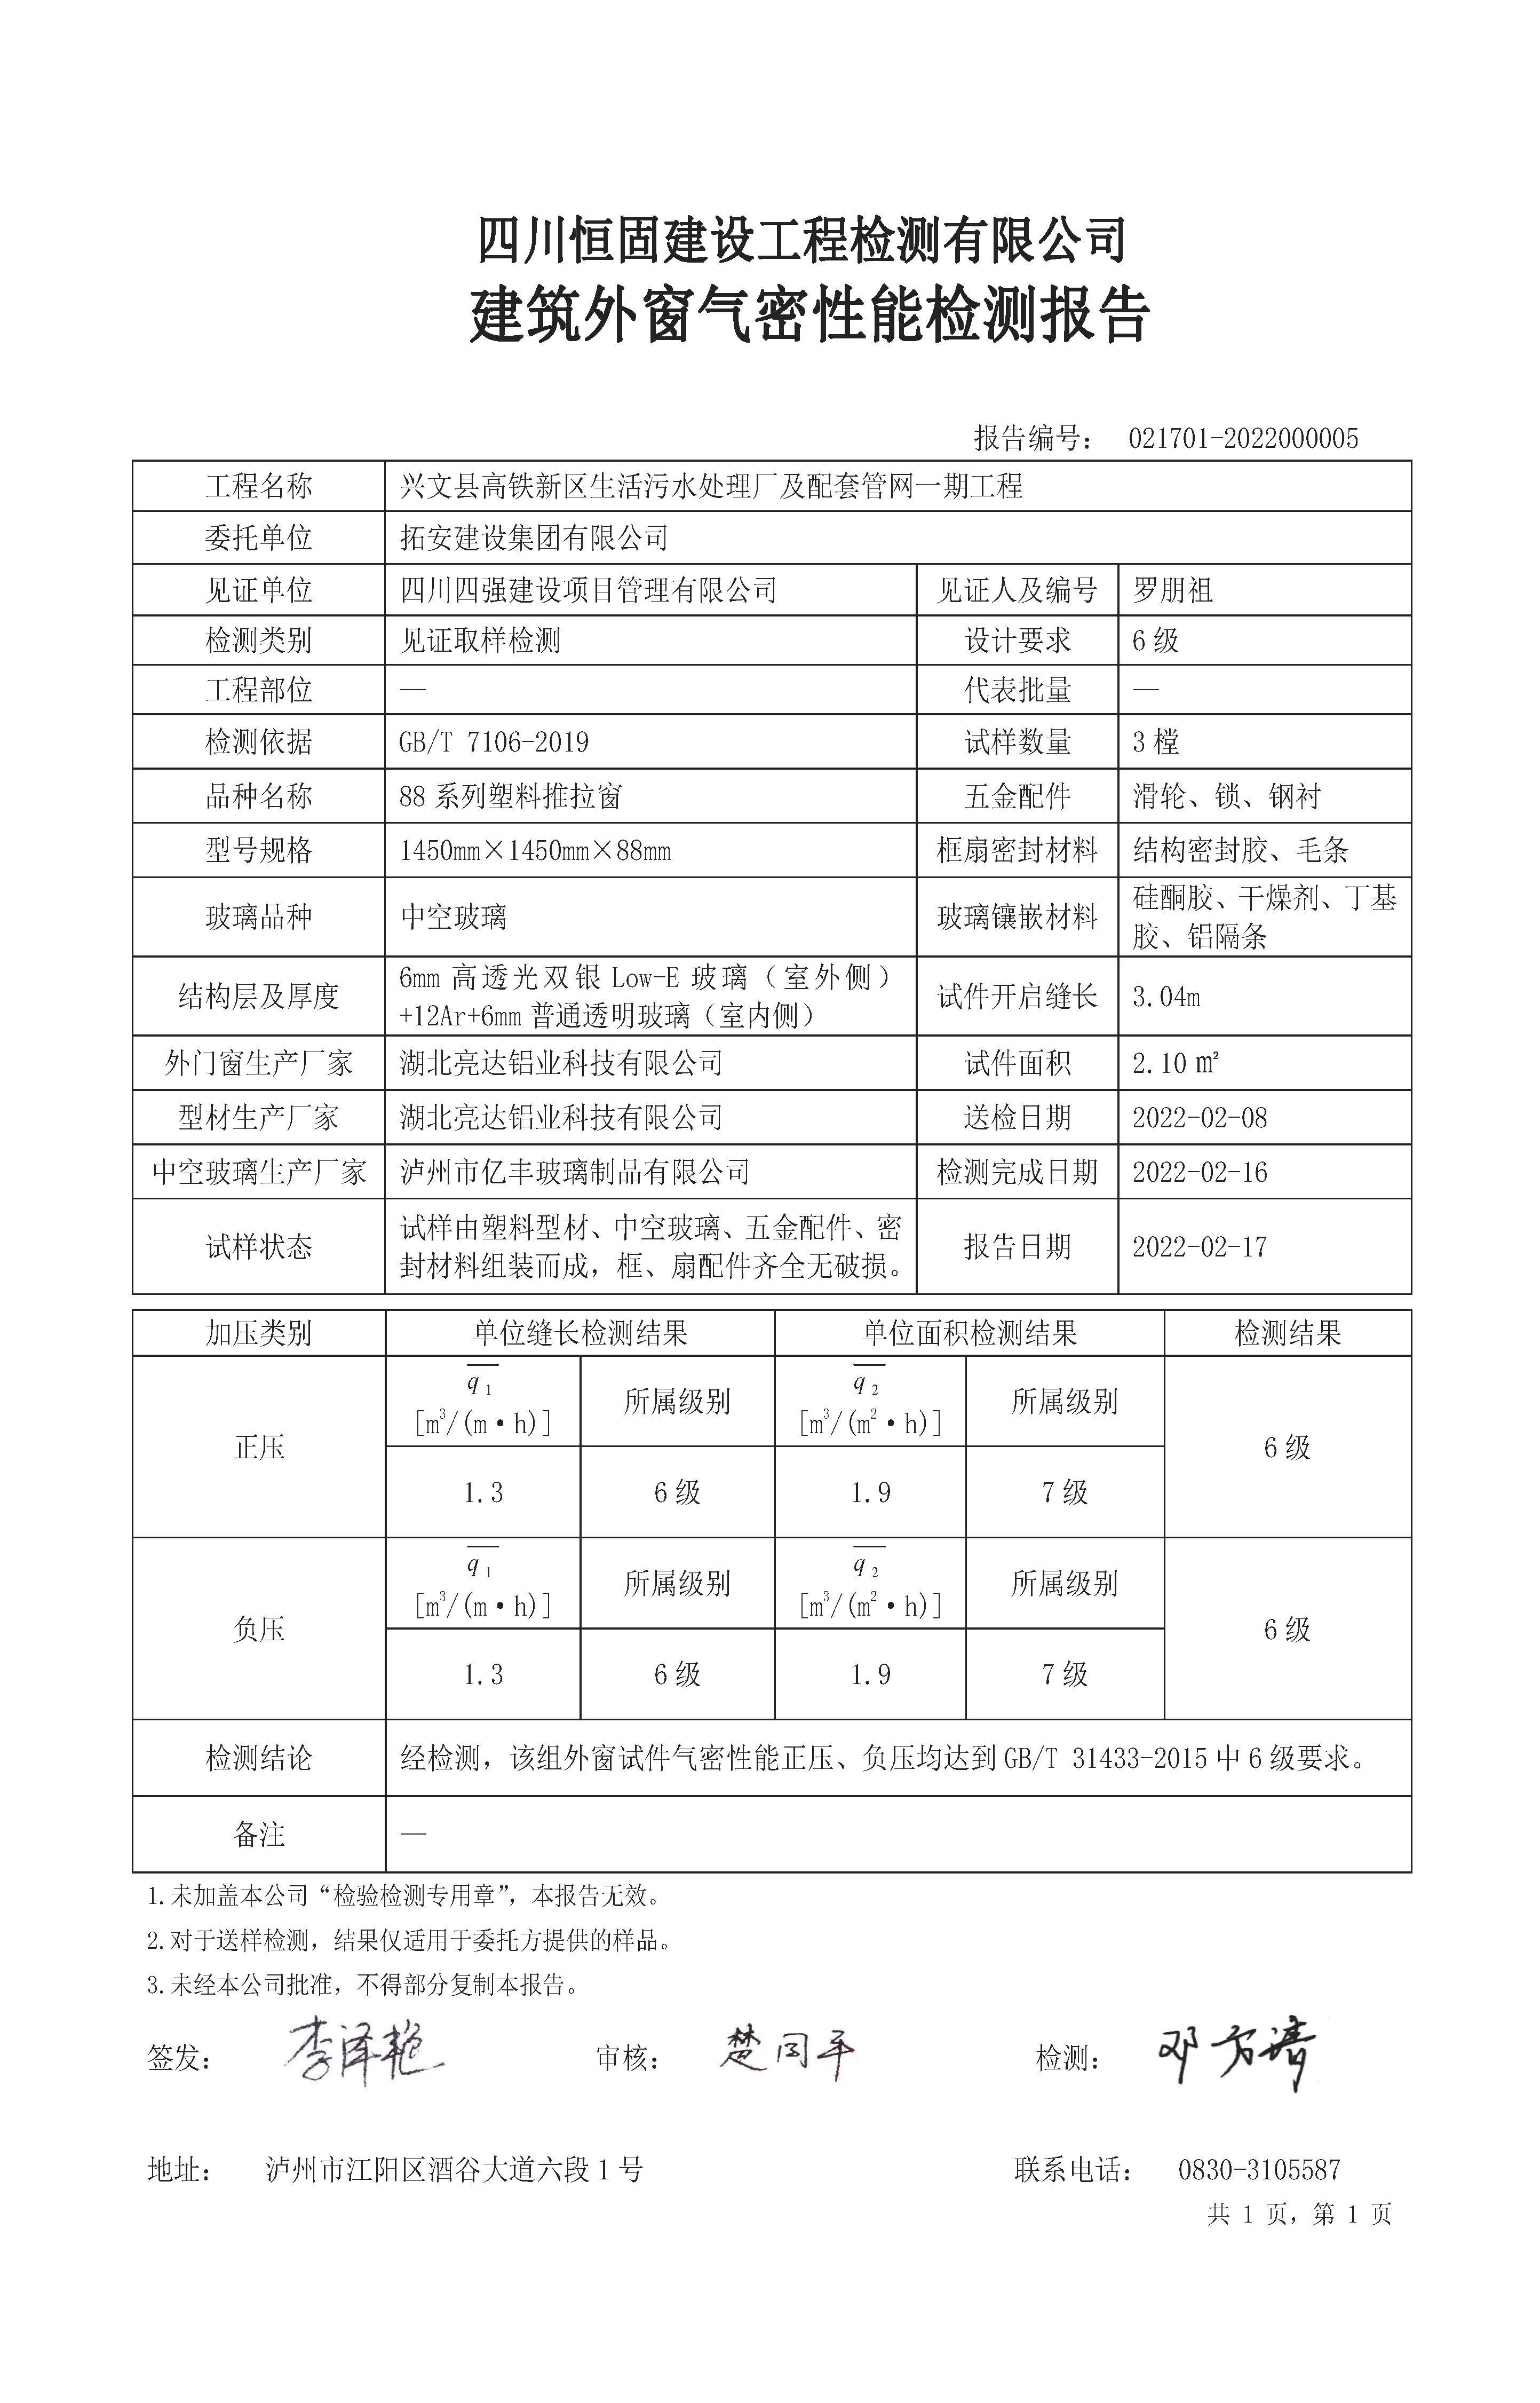 四川恒固建设工程检测有限公司
建筑外窗气密性能检测报告
报告编号： 021701-2022000005
工程名称 兴文县高铁新区生活污水处理厂及配套管网一期工程
委托单位 拓安建设集团有限公司
见证单位 四川四强建设项目管理有限公司 见证人及编号 罗朋祖
检测类别 见证取样检测 设计要求 6级
工程部位 — 代表批量 —
检测依据 GB/T 7106-2019 试样数量 3樘
品种名称 88系列塑料推拉窗 五金配件 滑轮、锁、钢衬
型号规格 1450mm×1450mm×88mm 框扇密封材料 结构密封胶、毛条
玻璃品种 中空玻璃 玻璃镶嵌材料 硅酮胶、干燥剂、丁基
胶、铝隔条
结构层及厚度 6mm高透光双银Low-E玻璃（室外侧）
+12Ar+6mm普通透明玻璃（室内侧） 试件开启缝长 3.04m
外门窗生产厂家 湖北亮达铝业科技有限公司 试件面积 2.10㎡
型材生产厂家 湖北亮达铝业科技有限公司 送检日期 2022-02-08
中空玻璃生产厂家 泸州市亿丰玻璃制品有限公司 检测完成日期 2022-02-16
试样状态 试样由塑料型材、中空玻璃、五金配件、密
封材料组装而成，框、扇配件齐全无破损。 报告日期 2022-02-17
加压类别 单位缝长检测结果 单位面积检测结果 检测结果
正压 q̅₁ [m³/(m·h)] 所属级别 q̅₂ [m³/(m²·h)] 所属级别 6级
1.3 6级 1.9 7级
负压 q̅₁ [m³/(m·h)] 所属级别 q̅₂ [m³/(m²·h)] 所属级别 6级
1.3 6级 1.9 7级
检测结论 经检测，该组外窗试件气密性能正压、负压均达到GB/T 31433-2015中6级要求。
备注 —
1.未加盖本公司“检验检测专用章”，本报告无效。
2.对于送样检测，结果仅适用于委托方提供的样品。
3.未经本公司批准，不得部分复制本报告。
签发： 李泽艳 审核： 楚同平 检测： 邓方清
地址： 泸州市江阳区酒谷大道六段1号 联系电话： 0830-3105587
共 1 页，第 1 页